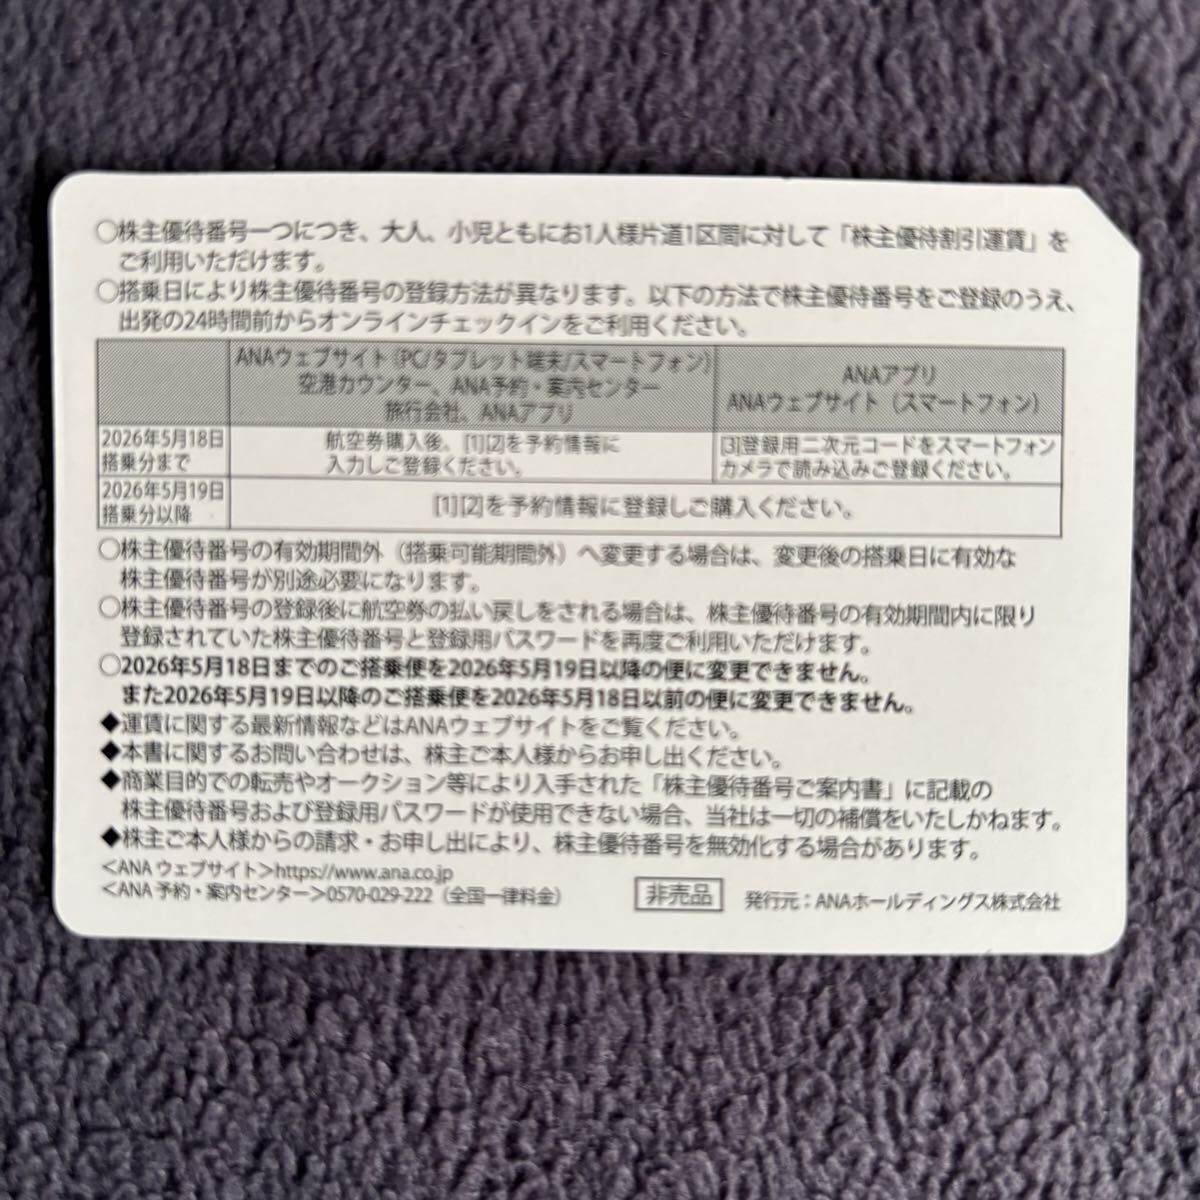 ○株主優待番号一つにつき、大人、小児ともにお1人様片道1区間に対して「株主優待割引運賃」を
ご利用いただけます。
○搭乗日により株主優待番号の登録方法が異なります。以下の方法で株主優待番号をご登録のうえ、
出発の24時間前からオンラインチェックインをご利用ください。
ANAウェブサイト(PC/タブレット端末/スマートフォン)
空港カウンター、ANA予約・案内センター
旅行会社、ANAアプリ
ANAアプリ
ANAウェブサイト（スマートフォン）
2026年5月18日
搭乗分まで
航空券購入後、[1][2]を予約情報に
入力しご登録ください。
[3]登録用二次元コードをスマートフォン
カメラで読み込みご登録ください。
2026年5月19日
搭乗分以降
[1][2]を予約情報に登録しご購入ください。
○株主優待番号の有効期間外（搭乗可能期間外）へ変更する場合は、変更後の搭乗日に有効な
株主優待番号が別途必要になります。
○株主優待番号の登録後に航空券の払い戻しをされる場合は、株主優待番号の有効期間内に限り
登録されていた株主優待番号と登録用パスワードを再度ご利用いただけます。
○2026年5月18日までのご搭乗便を2026年5月19日以降の便に変更できません。
また2026年5月19日以降のご搭乗便を2026年5月18日以前の便に変更できません。
◆運賃に関する最新情報などはANAウェブサイトをご覧ください。
◆本書に関するお問い合わせは、株主ご本人様からお申し出ください。
◆商業目的での転売やオークション等により入手された「株主優待番号ご案内書」に記載の
株主優待番号および登録用パスワードが使用できない場合、当社は一切の補償をいたしかねます。
◆株主ご本人様からの請求・お申し出により、株主優待番号を無効化する場合があります。
<ANA ウェブサイト>https://www.ana.co.jp
<ANA 予約・案内センター>0570-029-222（全国一律料金）
非売品
発行元：ANAホールディングス株式会社